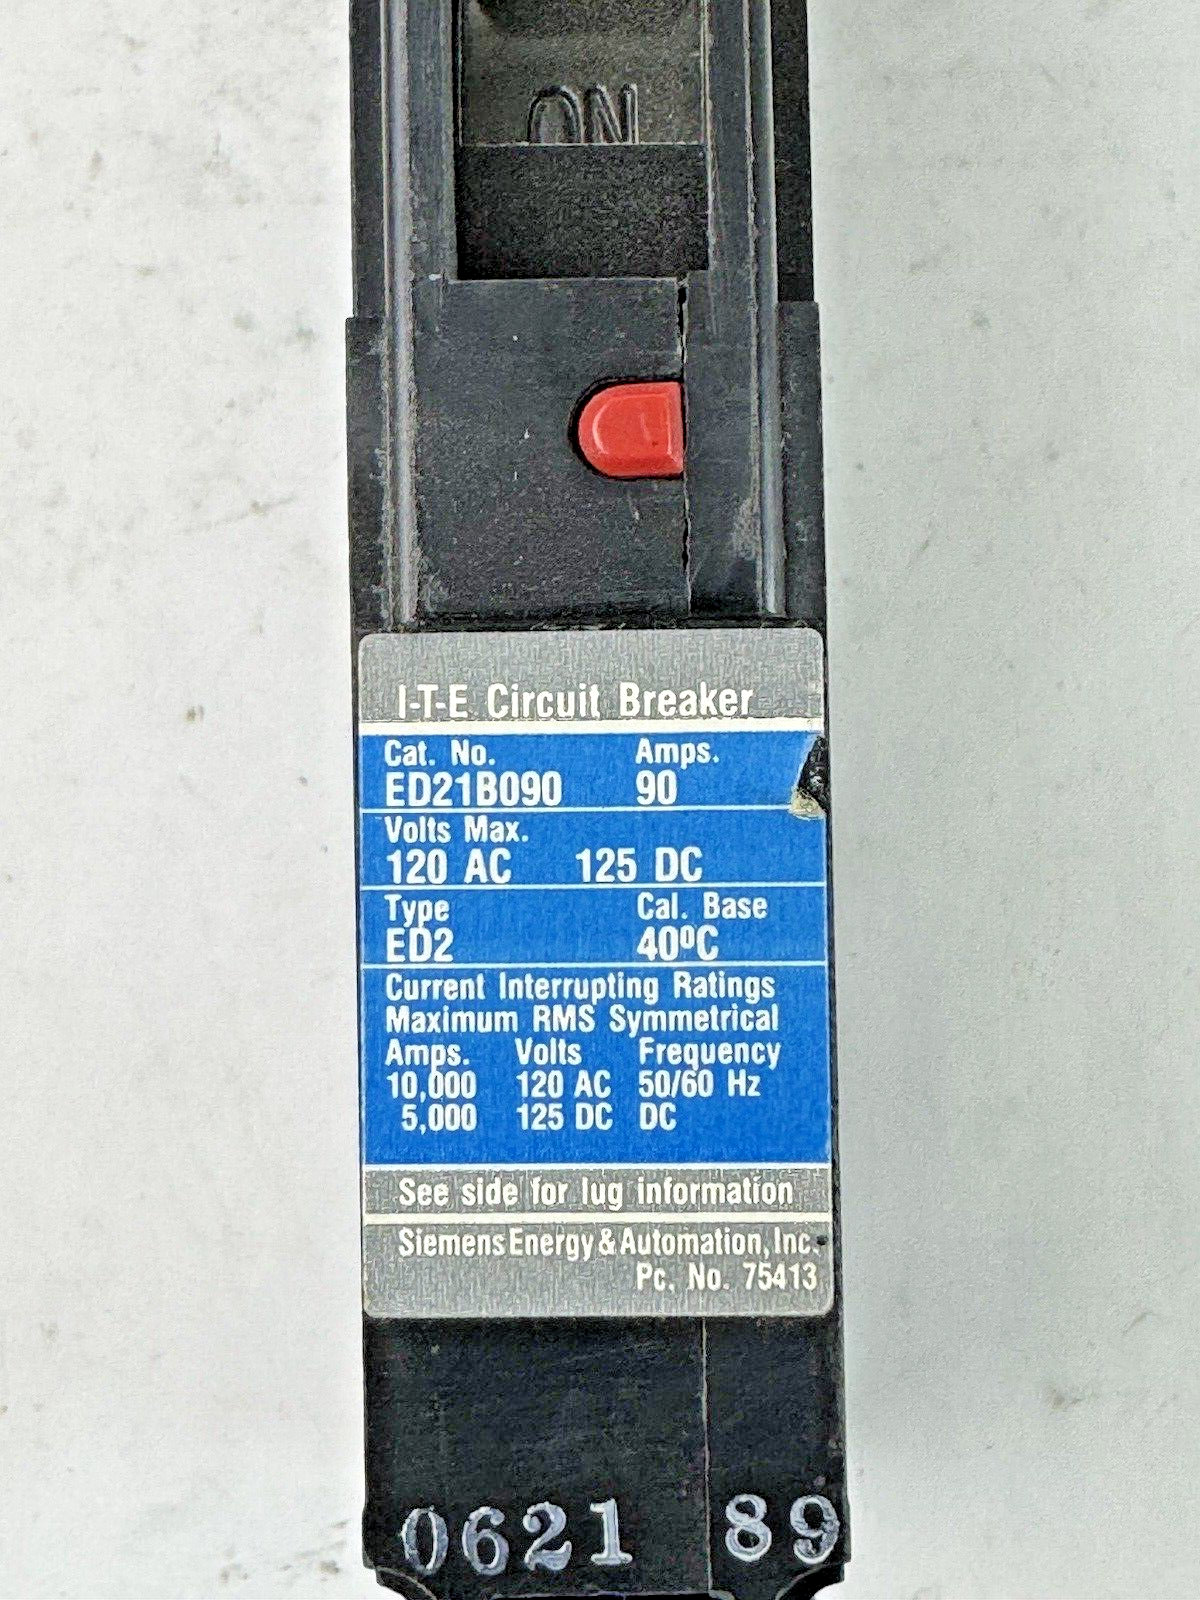 ON
I-T-E Circuit Breaker
Cat. No. Amps.
ED21B090 90
Volts Max.
120 AC 125 DC
Type Cal. Base
ED2 40ºC
Current Interrupting Ratings
Maximum RMS Symmetrical
Amps. Volts Frequency
10,000 120 AC 50/60 Hz
5,000 125 DC DC
See side for lug information
Siemens Energy & Automation, Inc.
Pc. No. 75413
0621 89